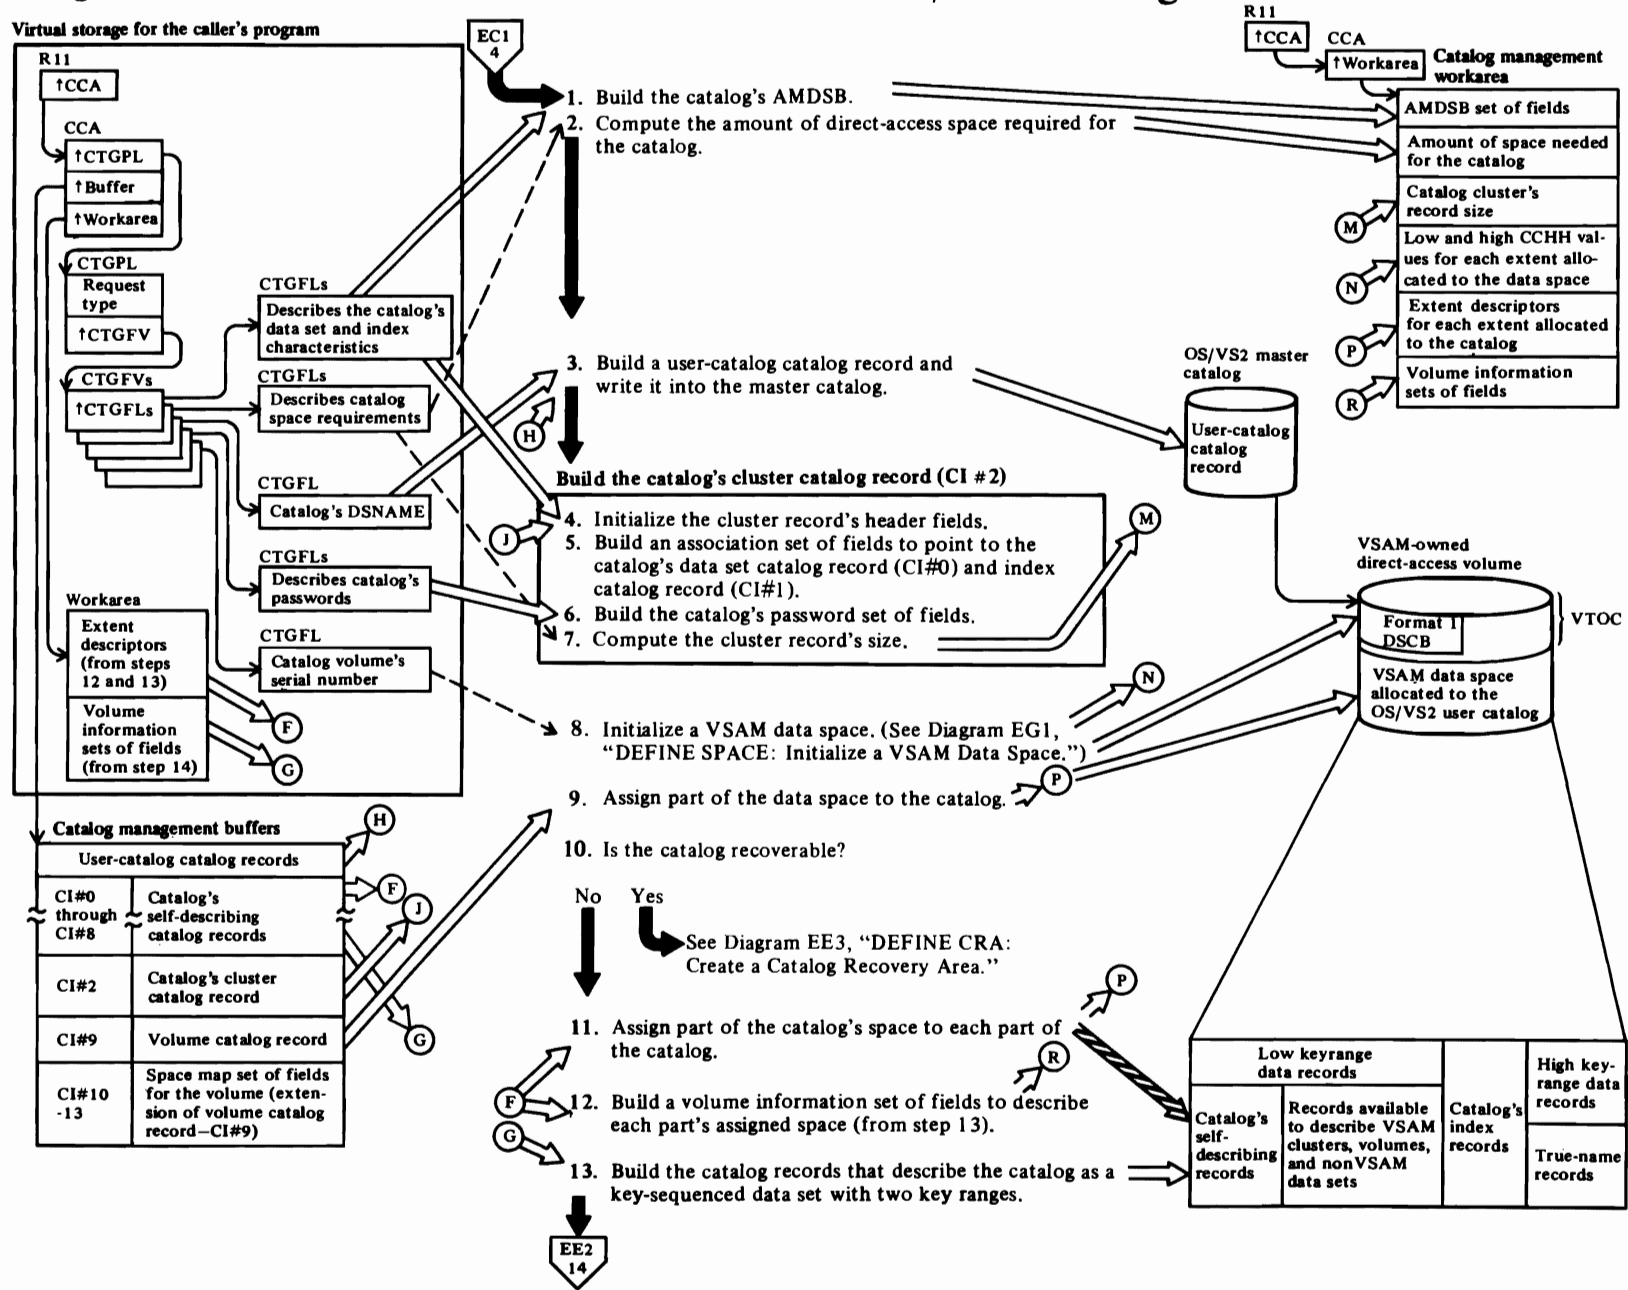 Virtual storage for the caller's program
R11
↑CCA
CCA
↑CTGPL
↑Buffer
↑Workarea
CTGPL
Request
type
↑CTGFV
CTGFVs
↑CTGFLs
CTGFLs
Describes the catalog's
data set and index
characteristics
CTGFLs
Describes catalog
space requirements
CTGFL
Catalog's DSNAME
CTGFLs
Describes catalog's
passwords
CTGFL
Catalog volume's
serial number
Workarea
Extent
descriptors
(from steps
12 and 13)
Volume
information
sets of fields
(from step 14)
F
G
Catalog management buffers
User-catalog catalog records
CI#0
through
CI#8
Catalog's
self-describing
catalog records
CI#2
Catalog's cluster
catalog record
CI#9
Volume catalog record
CI#10
-13
Space map set of fields
for the volume (exten-
sion of volume catalog
record—CI#9)
H
F
J
G
EC1
4
1. Build the catalog's AMDSB.
2. Compute the amount of direct-access space required for
the catalog.
3. Build a user-catalog catalog record and
write it into the master catalog.
H
Build the catalog's cluster catalog record (CI #2)
J
4. Initialize the cluster record's header fields.
5. Build an association set of fields to point to the
catalog's data set catalog record (CI#0) and index
catalog record (CI#1).
6. Build the catalog's password set of fields.
7. Compute the cluster record's size.
M
N
8. Initialize a VSAM data space. (See Diagram EG1,
“DEFINE SPACE: Initialize a VSAM Data Space.”)
P
9. Assign part of the data space to the catalog.
10. Is the catalog recoverable?
No Yes
See Diagram EE3, “DEFINE CRA:
Create a Catalog Recovery Area.”
P
11. Assign part of the catalog's space to each part of
the catalog.
R
F
12. Build a volume information set of fields to describe
each part's assigned space (from step 13).
G
13. Build the catalog records that describe the catalog as a
key-sequenced data set with two key ranges.
EE2
14
R11
↑CCA
CCA
↑Workarea
Catalog management
workarea
AMDSB set of fields
Amount of space needed
for the catalog
Catalog cluster's
record size
M
Low and high CCHH val-
ues for each extent allo-
cated to the data space
N
Extent descriptors
for each extent allocated
to the catalog
P
Volume information
sets of fields
R
OS/VS2 master
catalog
User-catalog
catalog
record
VSAM-owned
direct-access volume
Format 1
DSCB
VTOC
VSAM data space
allocated to the
OS/VS2 user catalog
Low keyrange
data records
Catalog's
self-
describing
records
Records available
to describe VSAM
clusters, volumes,
and nonVSAM
data sets
Catalog's
index
records
High key-
range data
records
True-name
records